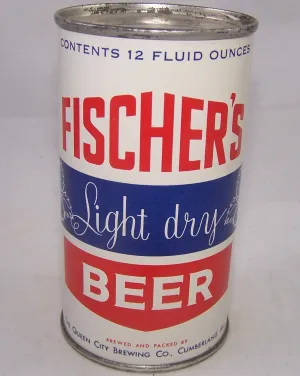 CONTENTS 12 FLUID OUNCES
FISCHER'S
Light dry
BEER
BREWED AND PACKED BY
QUEEN CITY BREWING CO., CUMBERLAND,